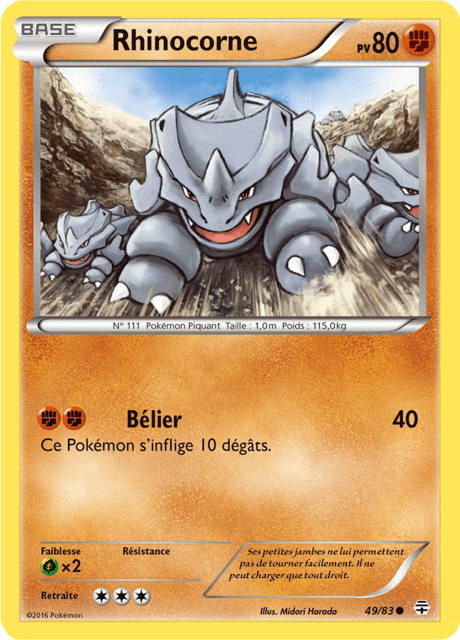 BASE
Rhinocorne
PV80
N° 111 Pokémon Piquant Taille : 1,0m Poids : 115,0kg
Bélier 40
Ce Pokémon s'inflige 10 dégâts.
Faiblesse Résistance
×2
Retraite
Ses petites jambes ne lui permettent
pas de tourner facilement. Il ne
peut charger que tout droit.
©2016 Pokémon Illus. Midori Harada 49/83